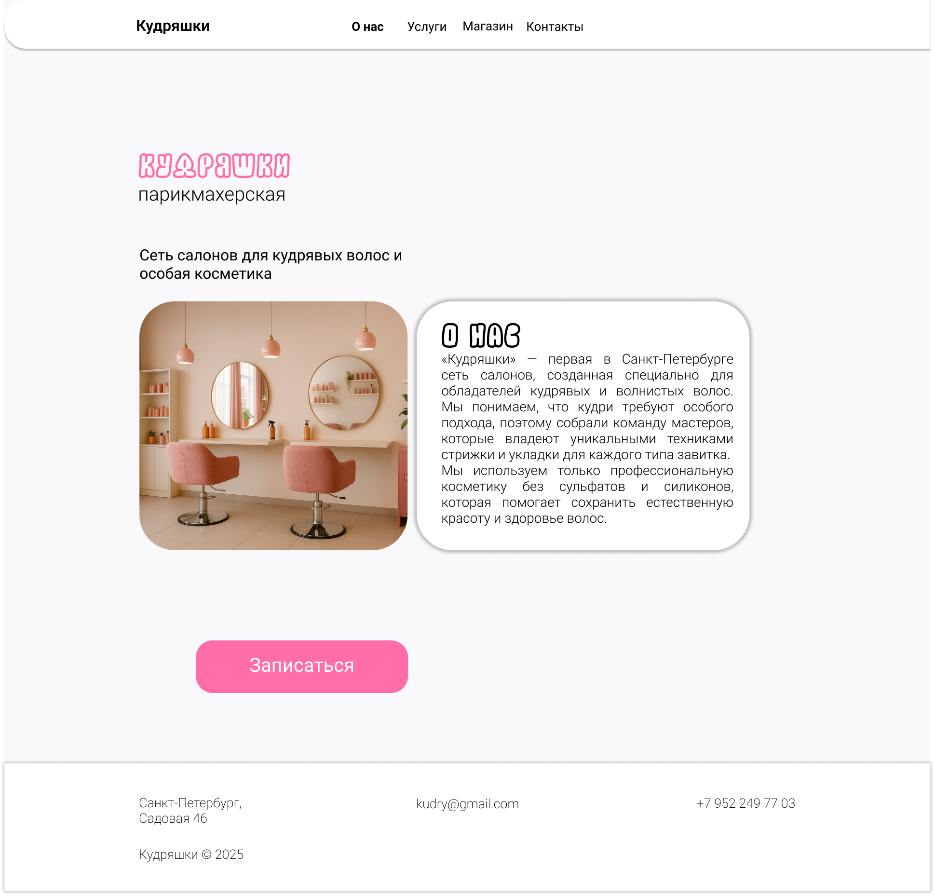 Кудряшки
О нас Услуги Магазин Контакты
КУДРЯШКИ
парикмахерская
Сеть салонов для кудрявых волос и
особая косметика
О НАС
«Кудряшки» — первая в Санкт-Петербурге
сеть салонов, созданная специально для
обладателей кудрявых и волнистых волос.
Мы понимаем, что кудри требуют особого
подхода, поэтому собрали команду мастеров,
которые владеют уникальными техниками
стрижки и укладки для каждого типа завитка.
Мы используем только профессиональную
косметику без сульфатов и силиконов,
которая помогает сохранить естественную
красоту и здоровье волос.
Записаться
Санкт-Петербург,
Садовая 46
kudry@gmail.com
+7 952 249 77 03
Кудряшки © 2025